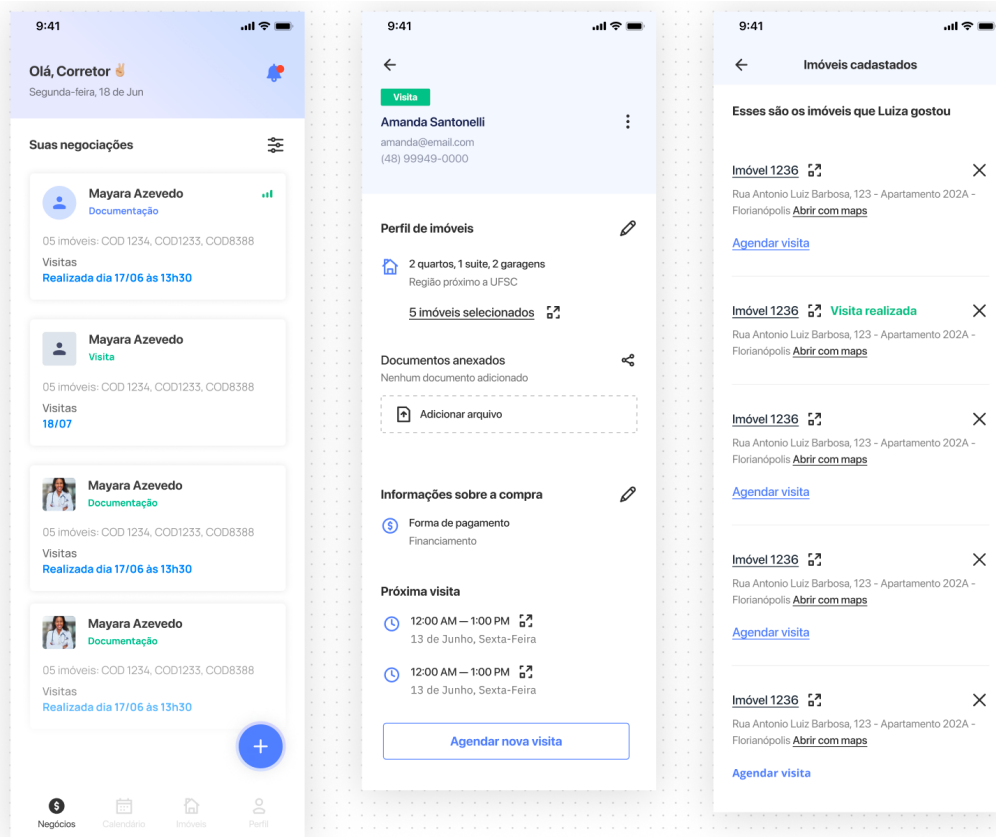 9:41
Olá, Corretor ✌🏼
Segunda-feira, 18 de Jun
Suas negociações
Mayara Azevedo
Documentação
05 imóveis: COD 1234, COD1233, COD8388
Visitas
Realizada dia 17/06 às 13h30
Mayara Azevedo
Visita
05 imóveis: COD 1234, COD1233, COD8388
Visitas
18/07
Mayara Azevedo
Documentação
05 imóveis: COD 1234, COD1233, COD8388
Visitas
Realizada dia 17/06 às 13h30
Mayara Azevedo
Documentação
05 imóveis: COD 1234, COD1233, COD8388
Visitas
Realizada dia 17/06 às 13h30
Negócios
Calendário
Imóveis
Perfil
9:41
Visita
Amanda Santonelli
amanda@email.com
(48) 99949-0000
Perfil de imóveis
2 quartos, 1 suite, 2 garagens
Região próximo a UFSC
5 imóveis selecionados
Documentos anexados
Nenhum documento adicionado
Adicionar arquivo
Informações sobre a compra
Forma de pagamento
Financiamento
Próxima visita
12:00 AM — 1:00 PM
13 de Junho, Sexta-Feira
12:00 AM — 1:00 PM
13 de Junho, Sexta-Feira
Agendar nova visita
9:41
Imóveis cadastados
Esses são os imóveis que Luiza gostou
Imóvel 1236
Rua Antonio Luiz Barbosa, 123 - Apartamento 202A -
Florianópolis Abrir com maps
Agendar visita
Imóvel 1236 Visita realizada
Rua Antonio Luiz Barbosa, 123 - Apartamento 202A -
Florianópolis Abrir com maps
Imóvel 1236
Rua Antonio Luiz Barbosa, 123 - Apartamento 202A -
Florianópolis Abrir com maps
Agendar visita
Imóvel 1236
Rua Antonio Luiz Barbosa, 123 - Apartamento 202A -
Florianópolis Abrir com maps
Agendar visita
Imóvel 1236
Rua Antonio Luiz Barbosa, 123 - Apartamento 202A -
Florianópolis Abrir com maps
Agendar visita